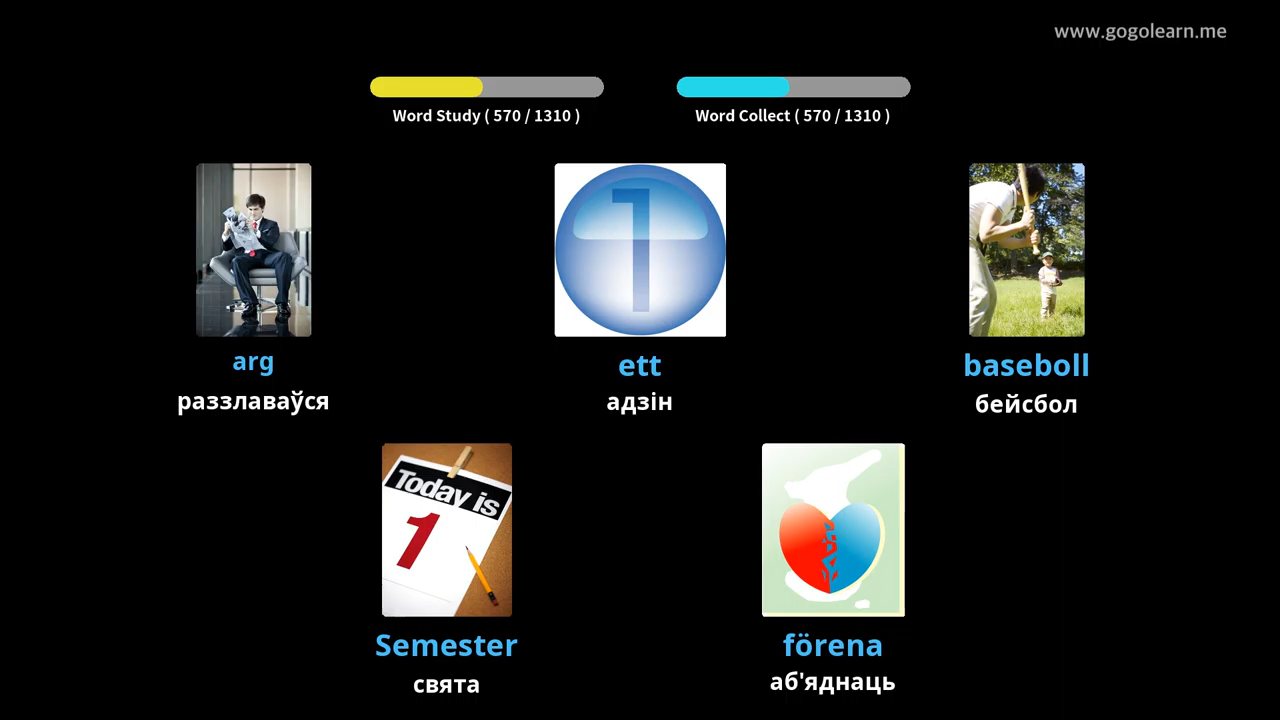 www.gogolearn.me
Word Study ( 570 / 1310 )
Word Collect ( 570 / 1310 )
1
arg
раззлаваўся
ett
адзін
baseboll
бейсбол
Today is
1
Semester
свята
förena
аб'яднаць